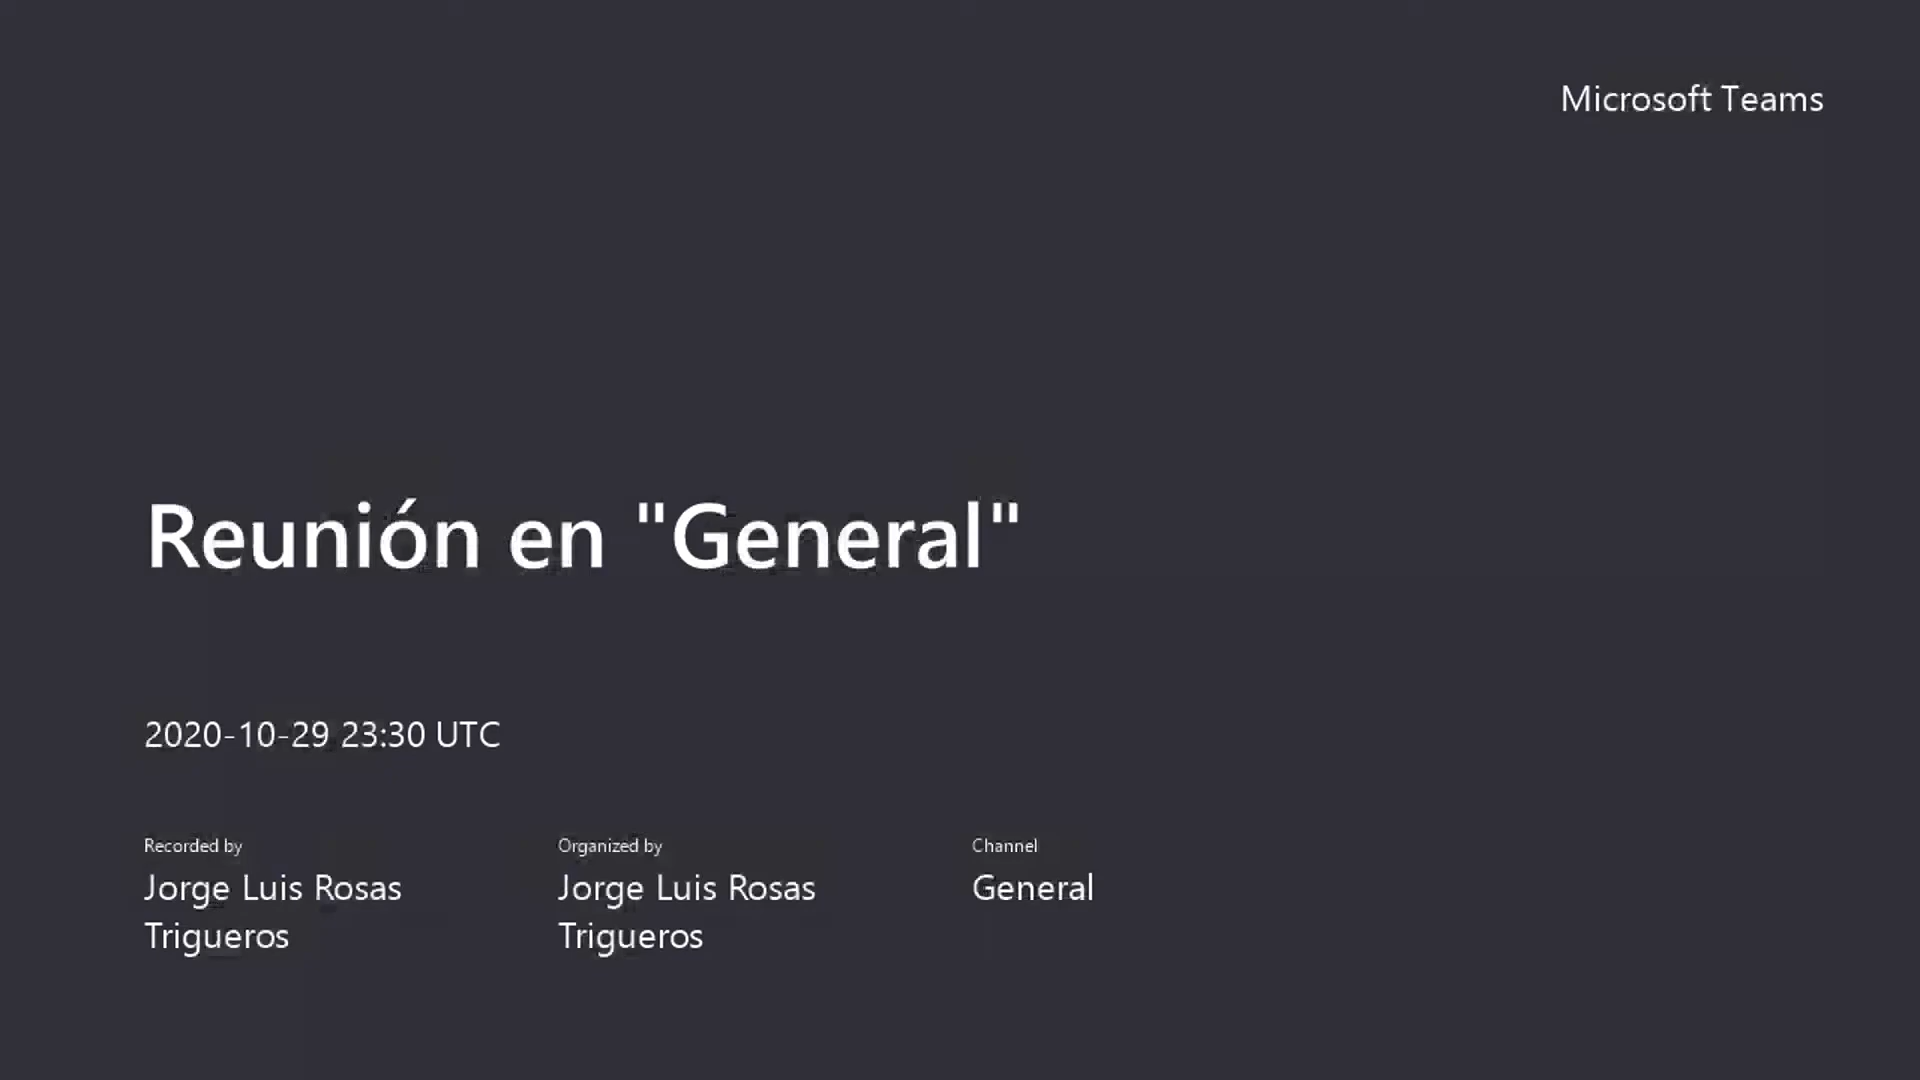 Microsoft Teams
Reunión en "General"
2020-10-29 23:30 UTC
Recorded by
Jorge Luis Rosas
Trigueros
Organized by
Jorge Luis Rosas
Trigueros
Channel
General